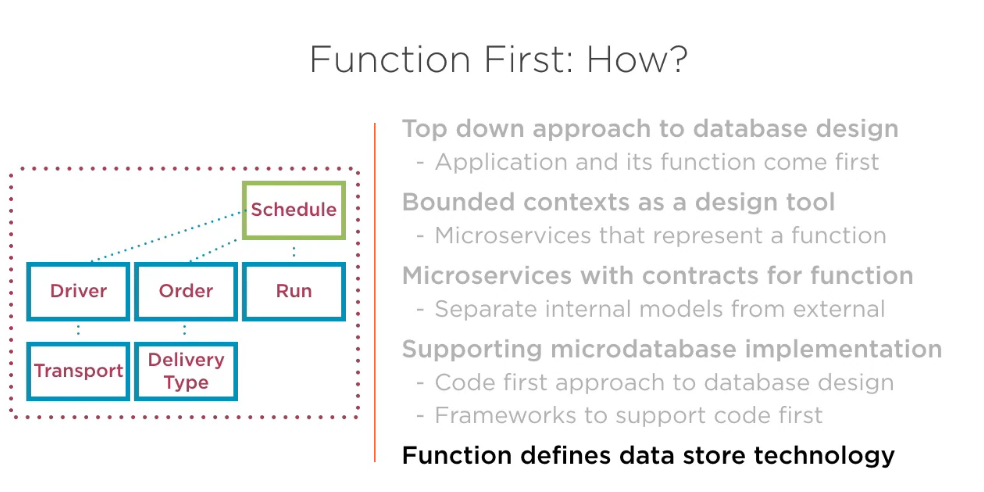 Function First: How?
Schedule
Driver
Order
Run
Transport
Delivery
Type
Top down approach to database design
- Application and its function come first
Bounded contexts as a design tool
- Microservices that represent a function
Microservices with contracts for function
- Separate internal models from external
Supporting microdatabase implementation
- Code first approach to database design
- Frameworks to support code first
Function defines data store technology